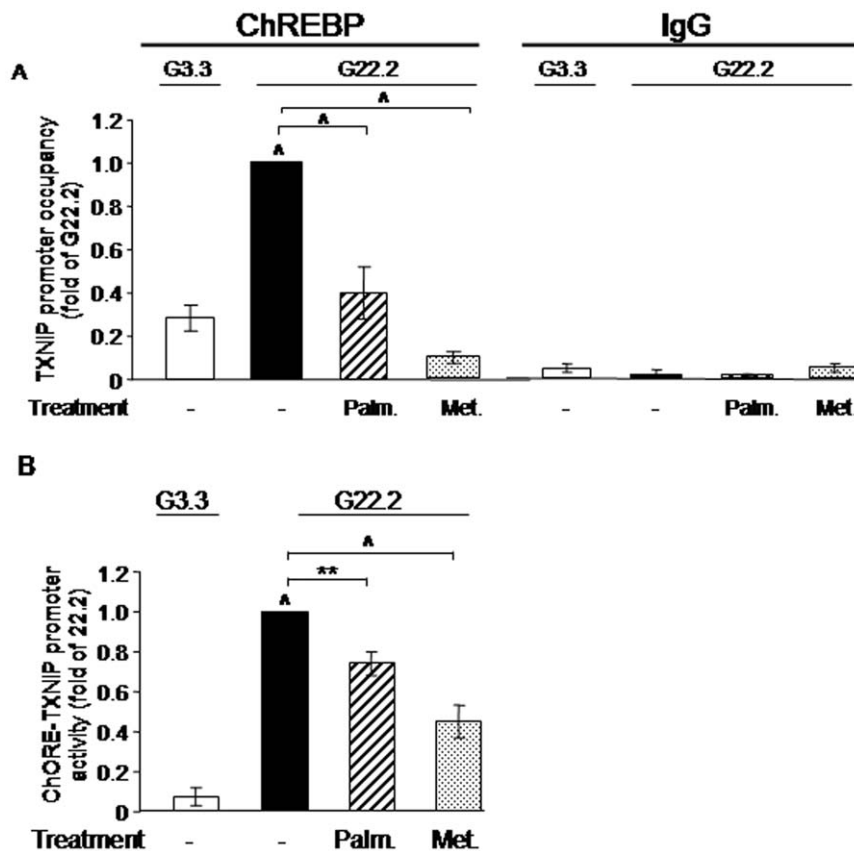 ChREBP IgG
A G3.3 G22.2 G3.3 G22.2
^
^
^
TXNIP promoter occupancy
(fold of G22.2)
1.2
1.0
0.8
0.6
0.4
0.2
0
Treatment - - Palm. Met. - - Palm. Met.
B
G3.3 G22.2
^
**
^
ChORE-TXNIP promoter
activity (fold of 22.2)
1.2
1.0
0.8
0.6
0.4
0.2
0
Treatment - - Palm. Met.